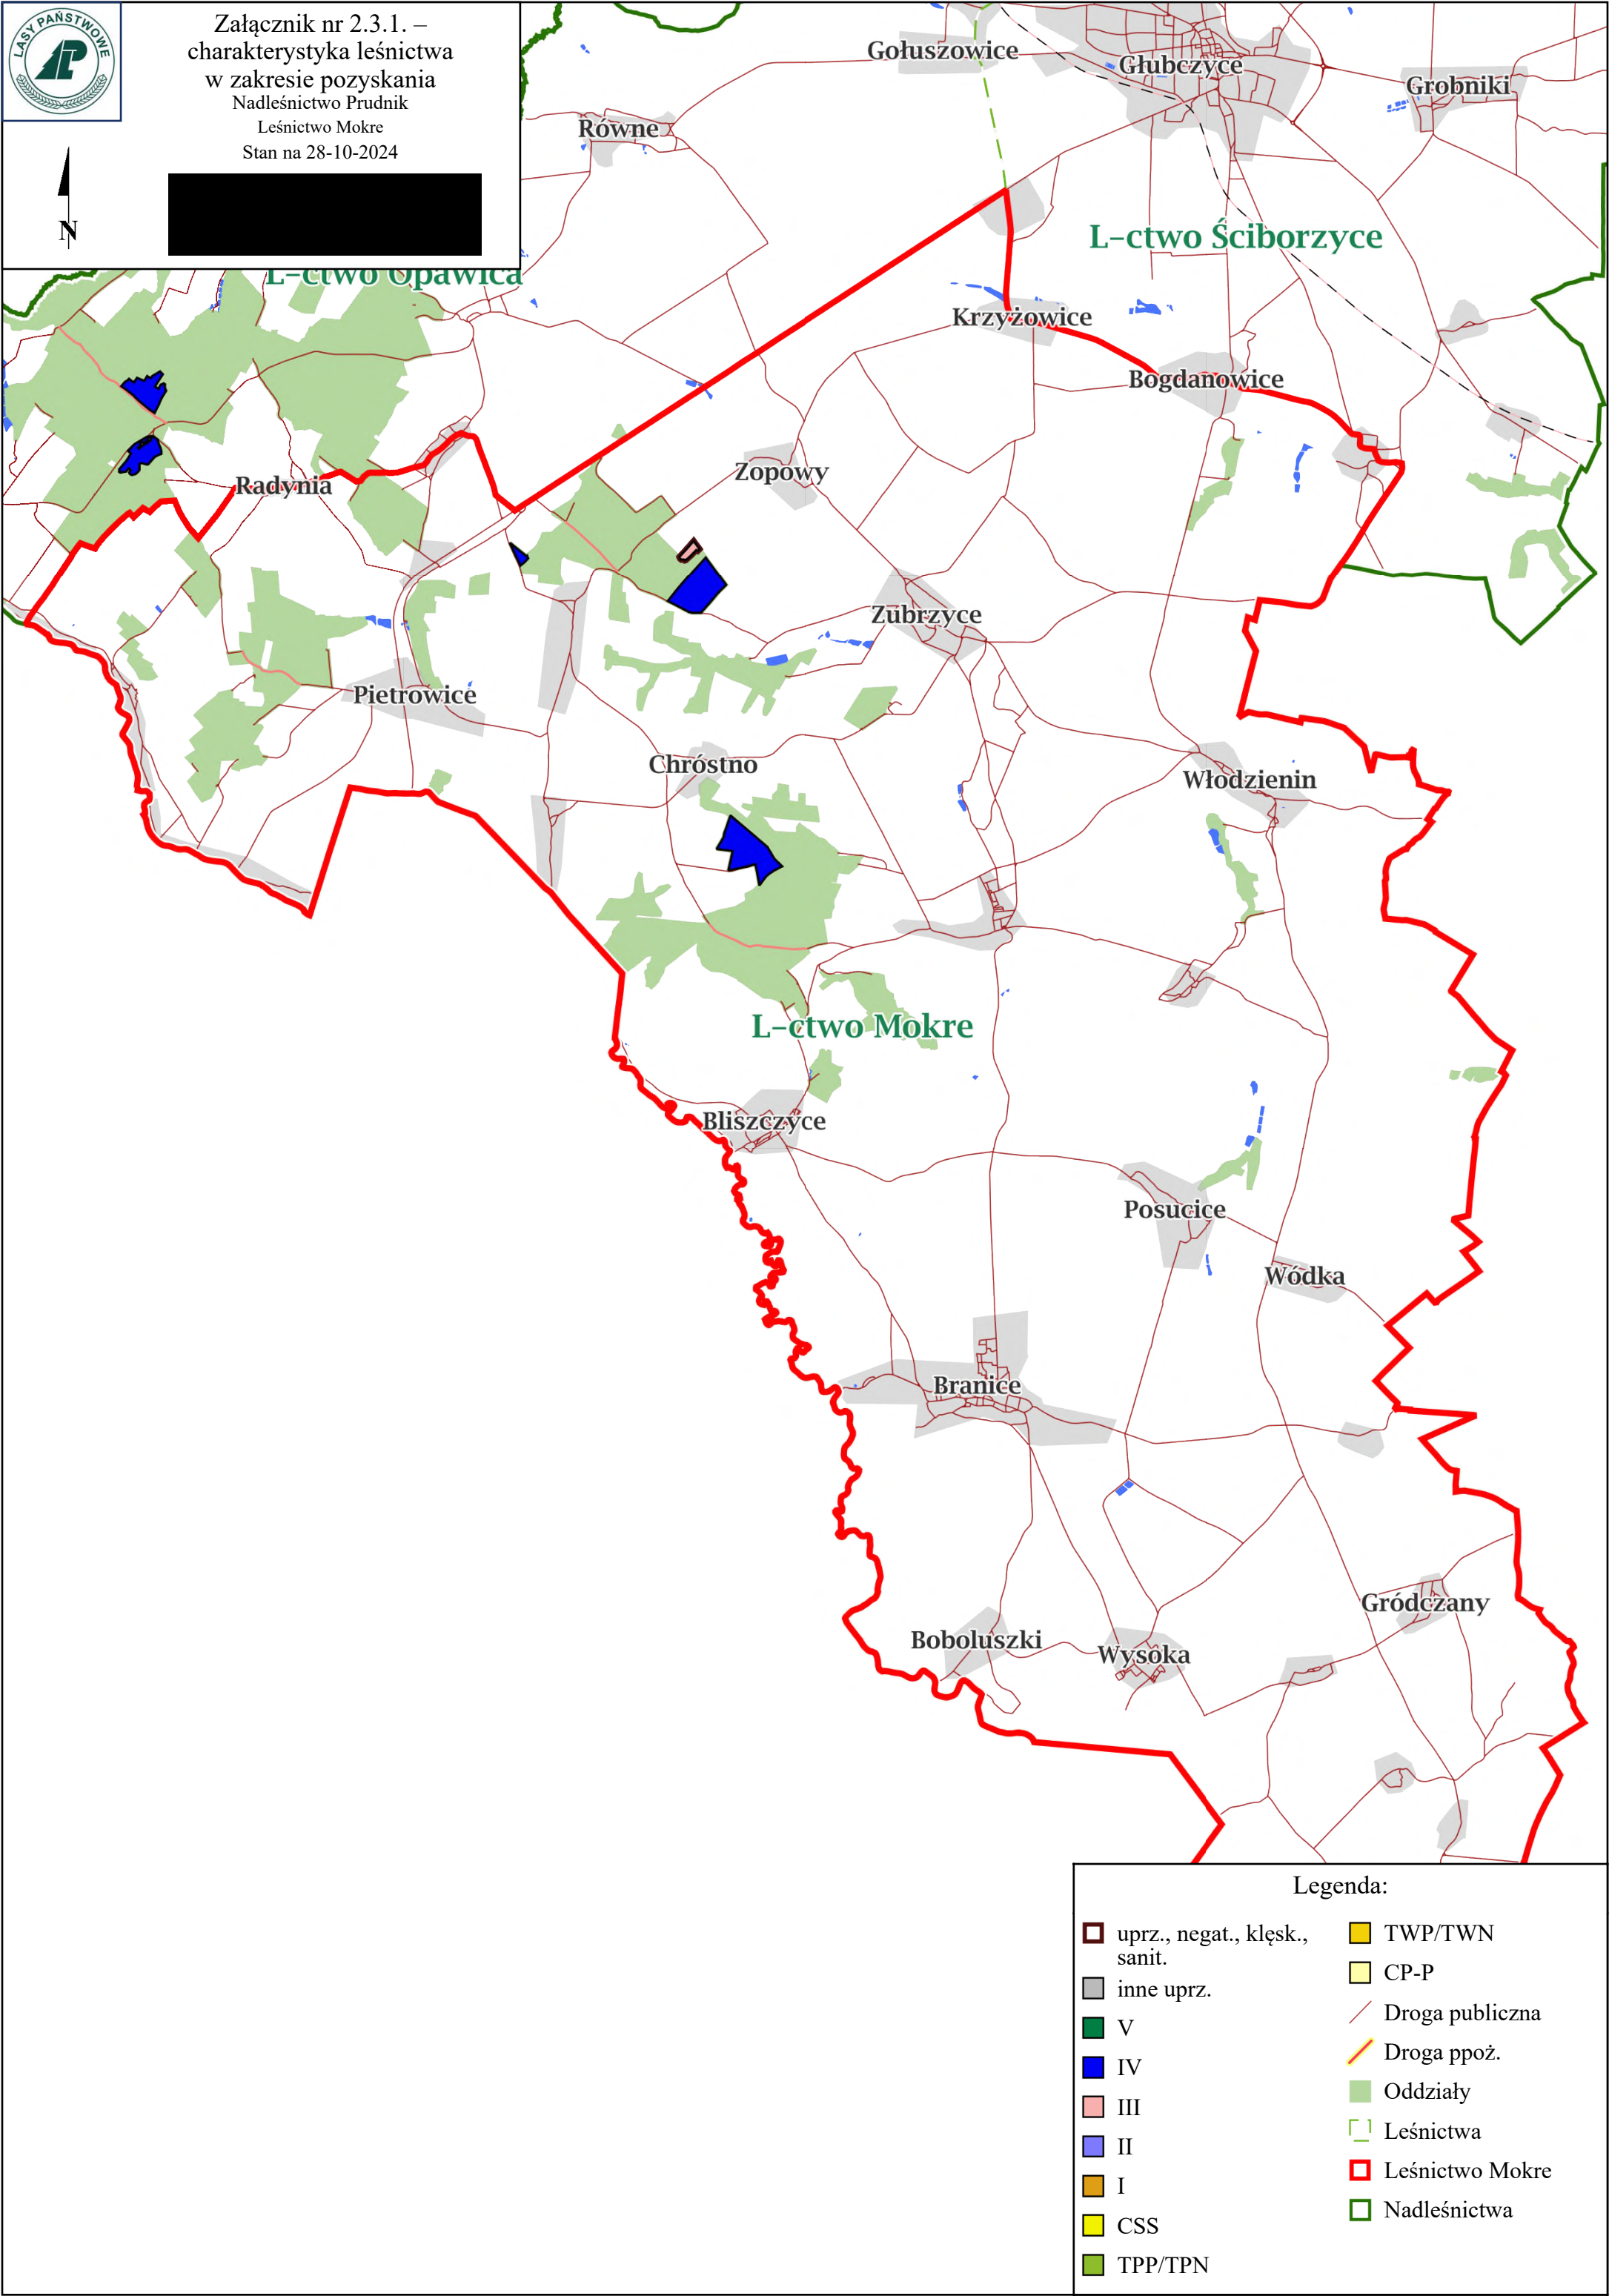 LASY PAŃSTWOWE
Załącznik nr 2.3.1. –
charakterystyka leśnictwa
w zakresie pozyskania
Nadleśnictwo Prudnik
Leśnictwo Mokre
Stan na 28-10-2024
N
Gołuszowice
Głubczyce
Grobniki
Równe
L-ctwo Ściborzyce
L-ctwo Opawica
Krzyżowice
Bogdanowice
Zopowy
Radynia
Zubrzyce
Pietrowice
Chróstno
Włodzienin
L-ctwo Mokre
Bliszczyce
Posucice
Wódka
Branice
Gródczany
Boboluszki
Wysoka
Legenda:
uprz., negat., klęsk.,
sanit.
inne uprz.
V
IV
III
II
I
CSS
TPP/TPN
TWP/TWN
CP-P
Droga publiczna
Droga ppoż.
Oddziały
Leśnictwa
Leśnictwo Mokre
Nadleśnictwa